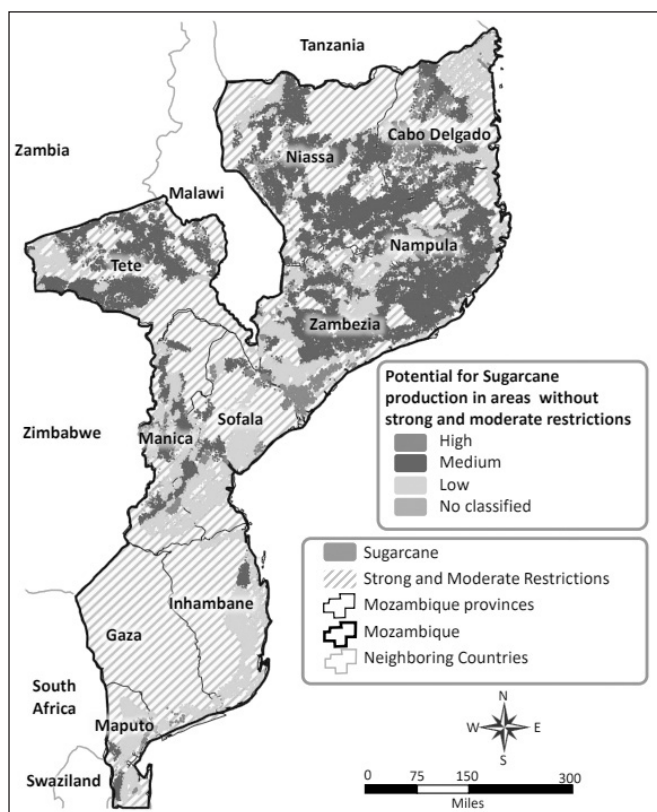 Tanzania
Cabo Delgado
Zambia
Niassa
Malawi
Nampula
Tete
Zambezia
Potential for Sugarcane
production in areas without
strong and moderate restrictions
High
Medium
Low
No classified
Sofala
Zimbabwe
Manica
Sugarcane
Strong and Moderate Restrictions
Mozambique provinces
Mozambique
Neighboring Countries
Inhambane
Gaza
South
Africa
Maputo
Swaziland
N
W E
S
0 75 150 300
Miles